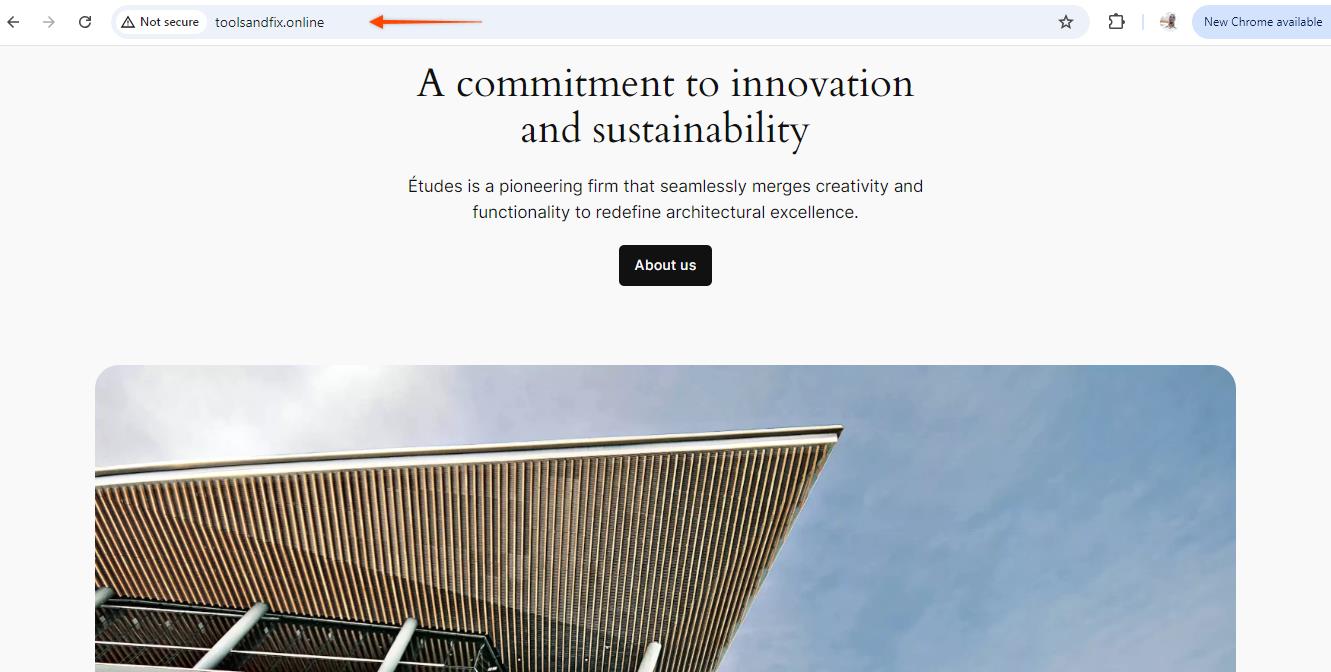 Not secure toolsandfix.online New Chrome available
A commitment to innovation
and sustainability
Études is a pioneering firm that seamlessly merges creativity and
functionality to redefine architectural excellence.
About us